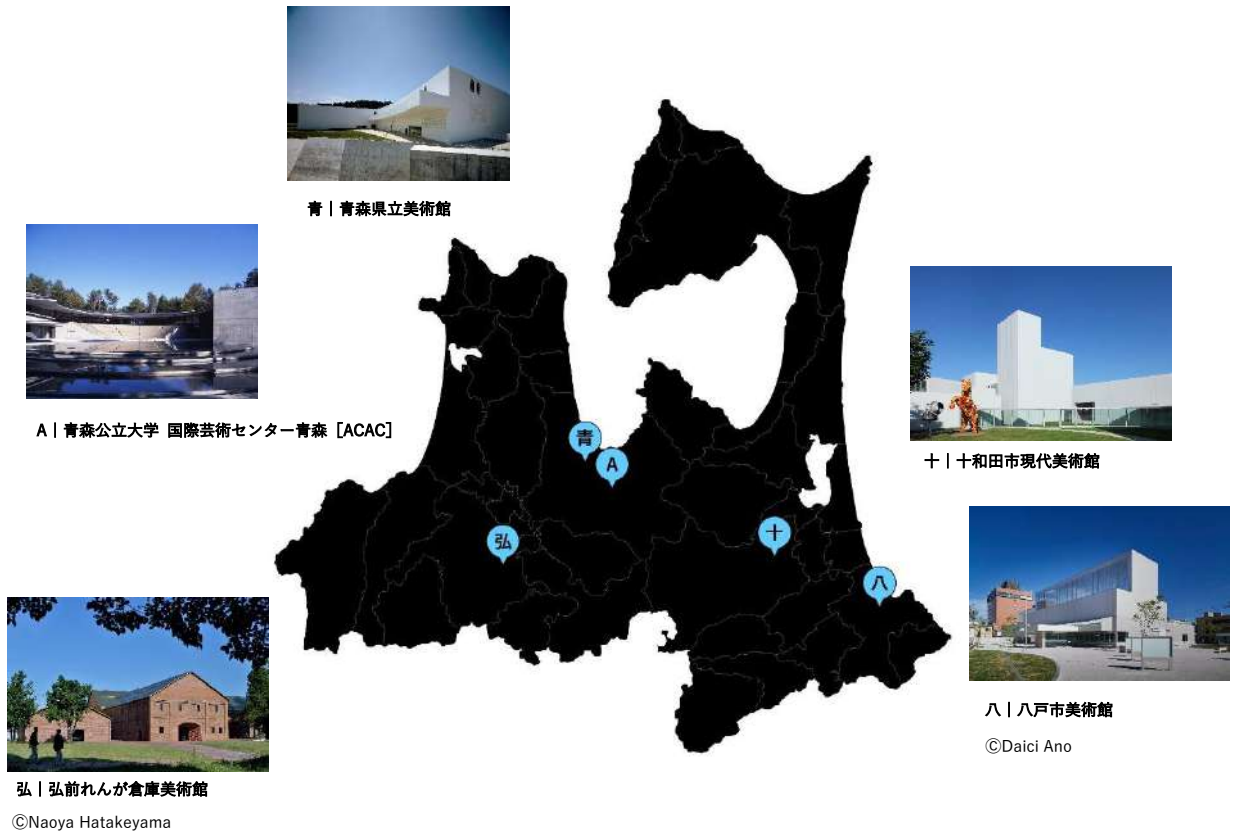 青｜青森県立美術館
A｜青森公立大学 国際芸術センター青森［ACAC］
十｜十和田市現代美術館
八｜八戸市美術館
ⒸDaici Ano
弘｜弘前れんが倉庫美術館
ⒸNaoya Hatakeyama
青
A
弘
十
八